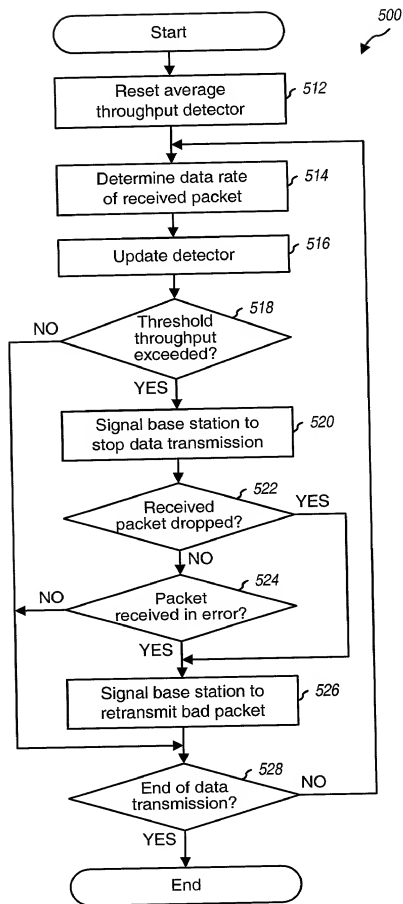 500
Start
Reset average
throughput detector
512
Determine data rate
of received packet
514
Update detector
516
518
Threshold
throughput
exceeded?
NO
YES
Signal base station to
stop data transmission
520
522
Received
packet dropped?
YES
NO
524
Packet
received in error?
NO
YES
Signal base station to
retransmit bad packet
526
528
End of data
transmission?
NO
YES
End